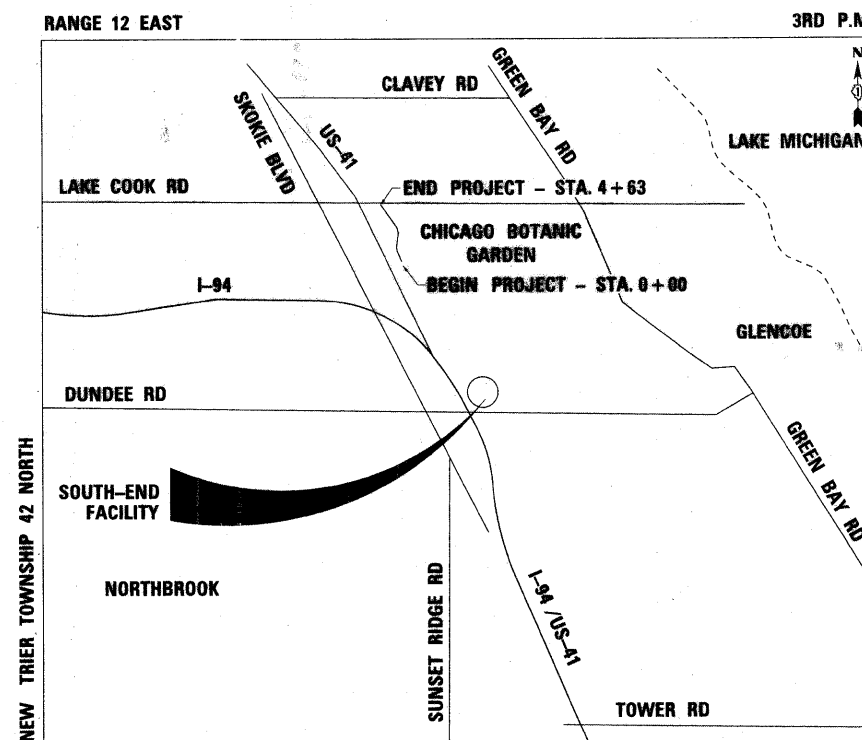 RANGE 12 EAST
3RD P.M
N
CLAVEY RD
GREEN BAY RD
SKOKIE BLVD
US-41
LAKE MICHIGAN
LAKE COOK RD
END PROJECT - STA. 4+63
CHICAGO BOTANIC
GARDEN
BEGIN PROJECT - STA. 0+00
I-94
GLENCOE
DUNDEE RD
GREEN BAY RD
SOUTH-END
FACILITY
NORTHBROOK
NEW TRIER TOWNSHIP 42 NORTH
SUNSET RIDGE RD
I-94 /US-41
TOWER RD